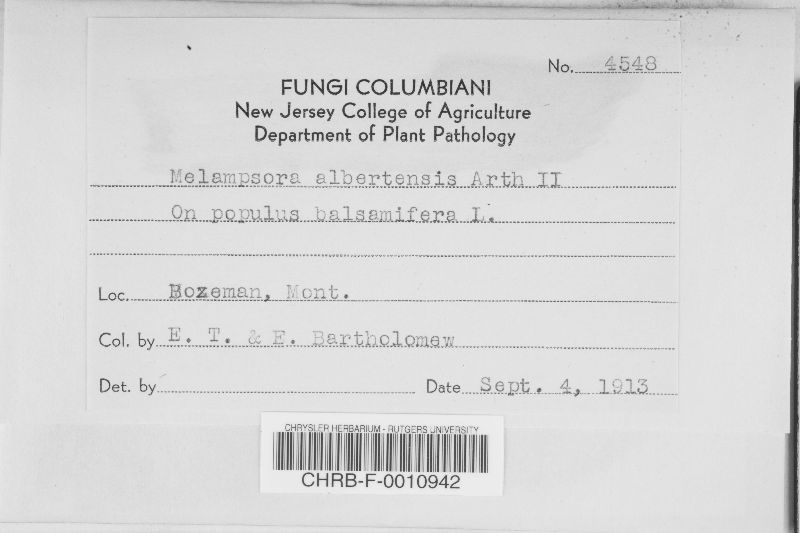 No. 4548
FUNGI COLUMBIANI
New Jersey College of Agriculture
Department of Plant Pathology
Melampsora albertensis Arth II
On populus balsamifera L.
Loc. Bozeman, Mont.
Col. by E. T. & E. Bartholomew
Det. by Date Sept. 4, 1913
CHRYSLER HERBARIUM - RUTGERS UNIVERSITY
CHRB-F-0010942